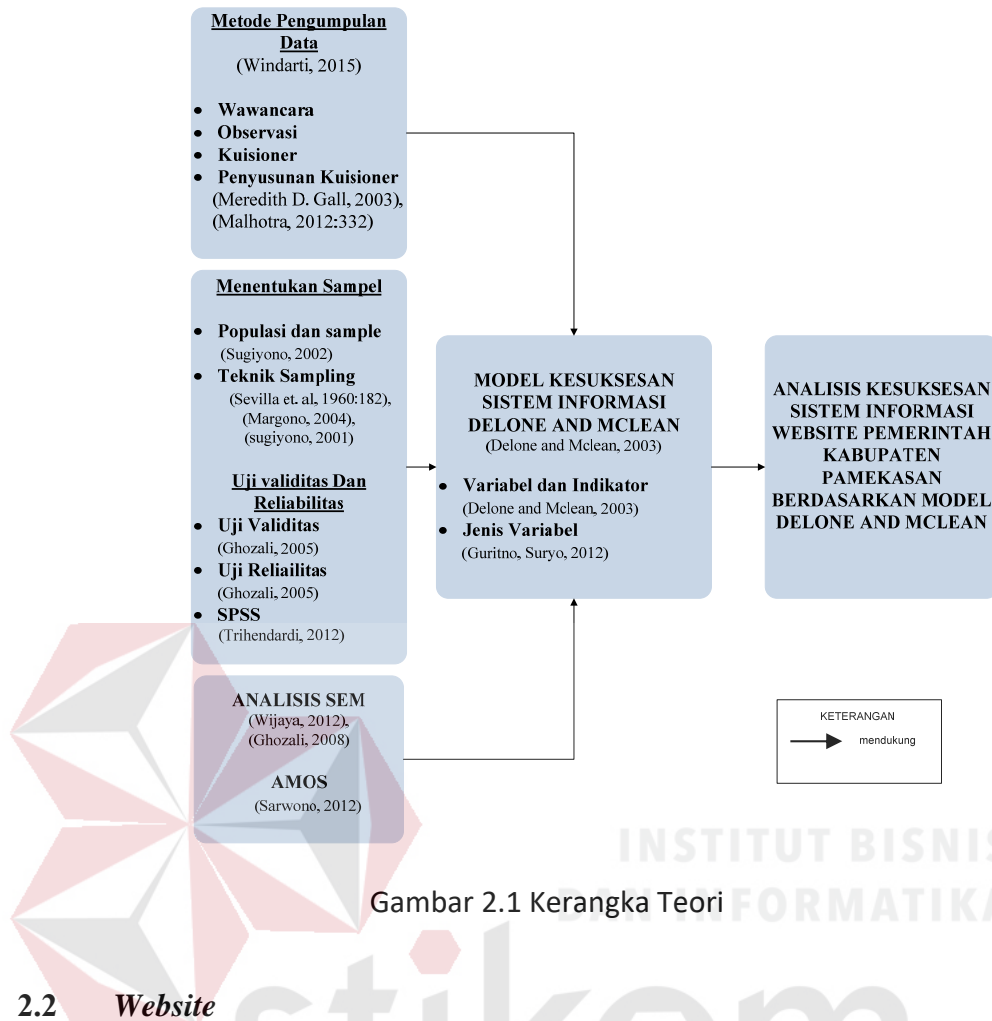 Metode Pengumpulan
Data
(Windarti, 2015)
• Wawancara
• Observasi
• Kuisioner
• Penyusunan Kuisioner
(Meredith D. Gall, 2003),
(Malhotra, 2012:332)
Menentukan Sampel
• Populasi dan sample
(Sugiyono, 2002)
• Teknik Sampling
(Sevilla et. al, 1960:182),
(Margono, 2004),
(sugiyono, 2001)
Uji validitas Dan
Reliabilitas
• Uji Validitas
(Ghozali, 2005)
• Uji Reliailitas
(Ghozali, 2005)
• SPSS
(Trihendardi, 2012)
ANALISIS SEM
(Wijaya, 2012),
(Ghozali, 2008)
AMOS
(Sarwono, 2012)
MODEL KESUKSESAN
SISTEM INFORMASI
DELONE AND MCLEAN
(Delone and Mclean, 2003)
• Variabel dan Indikator
(Delone and Mclean, 2003)
• Jenis Variabel
(Guritno, Suryo, 2012)
ANALISIS KESUKSESAN
SISTEM INFORMASI
WEBSITE PEMERINTAH
KABUPATEN
PAMEKASAN
BERDASARKAN MODEL
DELONE AND MCLEAN
KETERANGAN
mendukung
INSTITUT BISNIS
DAN INFORMATIKA
Gambar 2.1 Kerangka Teori
2.2 Website
stikom